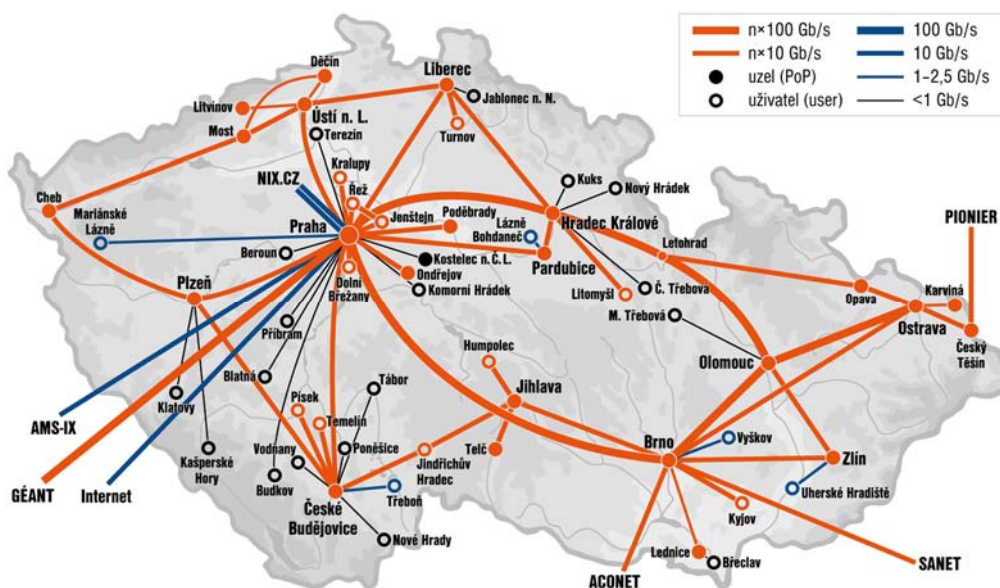 n×100 Gb/s
n×10 Gb/s
uzel (PoP)
uživatel (user)
100 Gb/s
10 Gb/s
1–2,5 Gb/s
<1 Gb/s
Děčín
Liberec
Litvínov
Jablonec n. N.
Ústí n. L.
Most
Terezín
Turnov
Kralupy
NIX.CZ
Řež
Kuks
Nový Hrádek
Cheb
Mariánské
Lázně
Jenštejn
Poděbrady
Hradec Králové
PIONIER
Praha
Lázně
Bohdaneč
Letohrad
Beroun
Kostelec n.Č.L.
Pardubice
Ondřejov
Plzeň
Dolní
Břežany
Komorní Hrádek
Litomyšl
Č. Třebová
Opava
Karviná
Ostrava
Příbram
M. Třebová
Český
Těšín
Humpolec
Olomouc
Blatná
Tábor
Jihlava
Klatovy
Písek
Temelín
AMS-IX
Vodňany
Poněšice
Telč
Brno
Vyškov
Zlín
Kašperské
Hory
Jindřichův
Hradec
GÉANT
Internet
Budkov
České
Budějovice
Třeboň
Uherské Hradiště
Kyjov
Nové Hrady
Lednice
Břeclav
SANET
ACONET